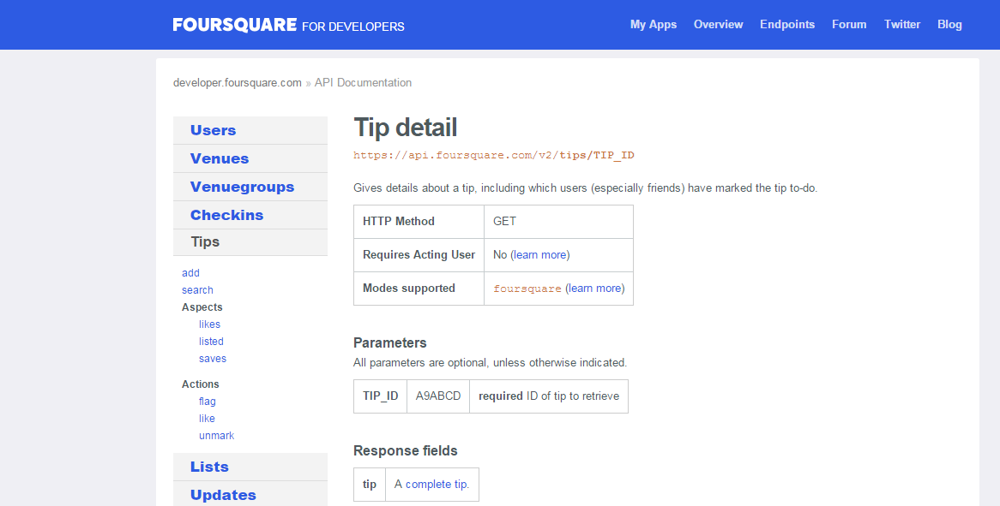 FOURSQUARE FOR DEVELOPERS
My Apps Overview Endpoints Forum Twitter Blog
developer.foursquare.com » API Documentation
Users
Venues
Venuegroups
Checkins
Tips
add
search
Aspects
likes
listed
saves
Actions
flag
like
unmark
Lists
Updates
Tip detail
https://api.foursquare.com/v2/tips/TIP_ID
Gives details about a tip, including which users (especially friends) have marked the tip to-do.
HTTP Method GET
Requires Acting User No (learn more)
Modes supported foursquare (learn more)
Parameters
All parameters are optional, unless otherwise indicated.
TIP_ID A9ABCD required ID of tip to retrieve
Response fields
tip A complete tip.